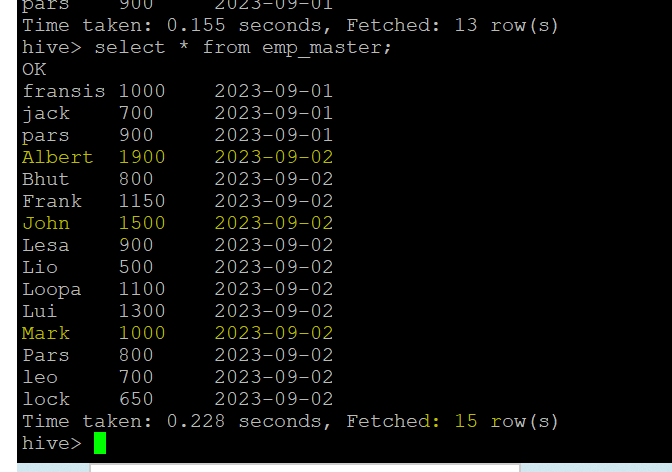 pars 900 2023-09-01
Time taken: 0.155 seconds, Fetched: 13 row(s)
hive> select * from emp_master;
OK
fransis 1000 2023-09-01
jack 700 2023-09-01
pars 900 2023-09-01
Albert 1900 2023-09-02
Bhut 800 2023-09-02
Frank 1150 2023-09-02
John 1500 2023-09-02
Lesa 900 2023-09-02
Lio 500 2023-09-02
Loopa 1100 2023-09-02
Lui 1300 2023-09-02
Mark 1000 2023-09-02
Pars 800 2023-09-02
leo 700 2023-09-02
lock 650 2023-09-02
Time taken: 0.228 seconds, Fetched: 15 row(s)
hive>